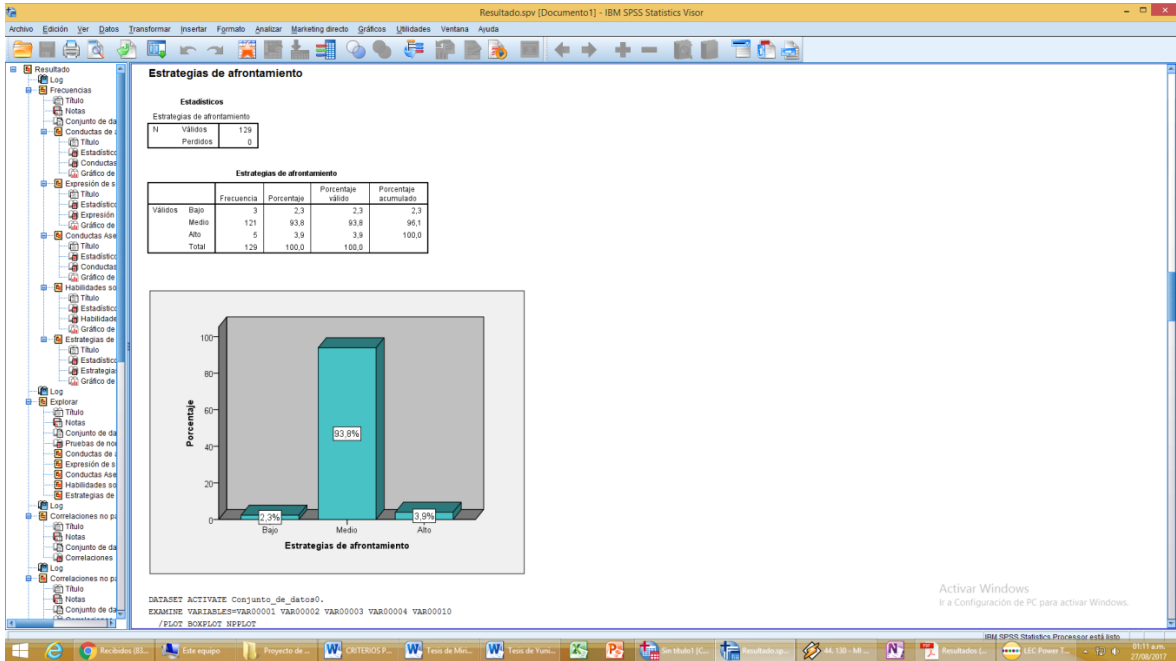 Resultado.spv [Documento1] - IBM SPSS Statistics Visor
Archivo Edición Ver Datos Transformar Insertar Formato Analizar Marketing directo Gráficos Utilidades Ventana Ayuda
Resultado
Log
Frecuencias
Título
Notas
Conjunto de da
Conductas de a
Título
Estadístico
Conductas
Gráfico de
Expresión de s
Título
Estadístico
Expresión
Gráfico de
Conductas Ase
Título
Estadístico
Conductas
Gráfico de
Habilidades so
Título
Estadístico
Habilidade
Gráfico de
Estrategias de
Título
Estadístico
Estrategias
Gráfico de
Log
Explorar
Título
Notas
Conjunto de da
Pruebas de nor
Conductas de a
Expresión de s
Conductas Ase
Habilidades so
Estrategias de
Log
Correlaciones no pa
Título
Notas
Conjunto de da
Correlaciones
Log
Correlaciones no pa
Título
Notas
Conjunto de da
Estrategias de afrontamiento
Estadísticos
Estrategias de afrontamiento
N Válidos 129
Perdidos 0
Estrategias de afrontamiento
Frecuencia Porcentaje Porcentaje válido Porcentaje acumulado
Válidos Bajo 3 2,3 2,3 2,3
Medio 121 93,8 93,8 96,1
Alto 5 3,9 3,9 100,0
Total 129 100,0 100,0
Porcentaje
100
80
60
40
20
0
93,8%
2,3%
3,9%
Bajo Medio Alto
Estrategias de afrontamiento
DATASET ACTIVATE Conjunto_de_datos0.
EXAMINE VARIABLES=VAR00001 VAR00002 VAR00003 VAR00004 VAR00010
/PLOT BOXPLOT NPPLOT
Activar Windows
Ir a Configuración de PC para activar Windows.
IBM SPSS Statistics Processor está listo
Recibidos (83... Este equipo Proyecto de ... CRITERIOS P... Tesis de Min... Tesis de Yuni... Sin título1 [C... Resultado.sp... 44, 130 – MI ... Resultados (... LEC Power T...
01:11 a.m.
27/08/2017